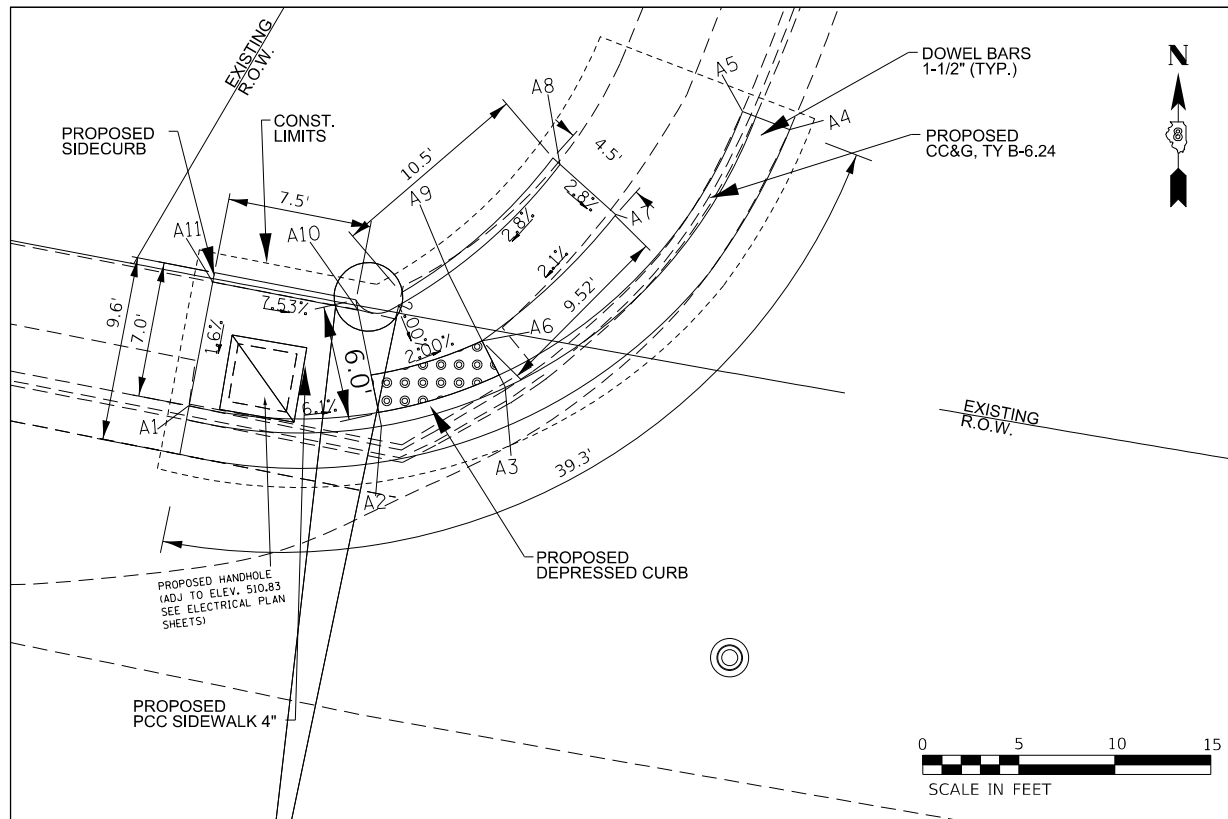 EXISTING
R.O.W.
A8
A5
DOWEL BARS
1-1/2" (TYP.)
N
8
A4
PROPOSED
SIDECURB
CONST.
LIMITS
PROPOSED
CC&G, TY B-6.24
10.5'
4.5'
7.5'
A9
2.8%
A7
A11
A10
2.8%
2.1%
9.6'
7.0'
7.53%
9.52'
1.6%
2.00%
2.00%
A6
6.0'
6.1%
A1
EXISTING
R.O.W.
A3
39.3'
A2
PROPOSED
DEPRESSED CURB
PROPOSED HANDHOLE
(ADJ TO ELEV. 510.83
SEE ELECTRICAL PLAN
SHEETS)
PROPOSED
PCC SIDEWALK 4"
0 5 10 15
SCALE IN FEET